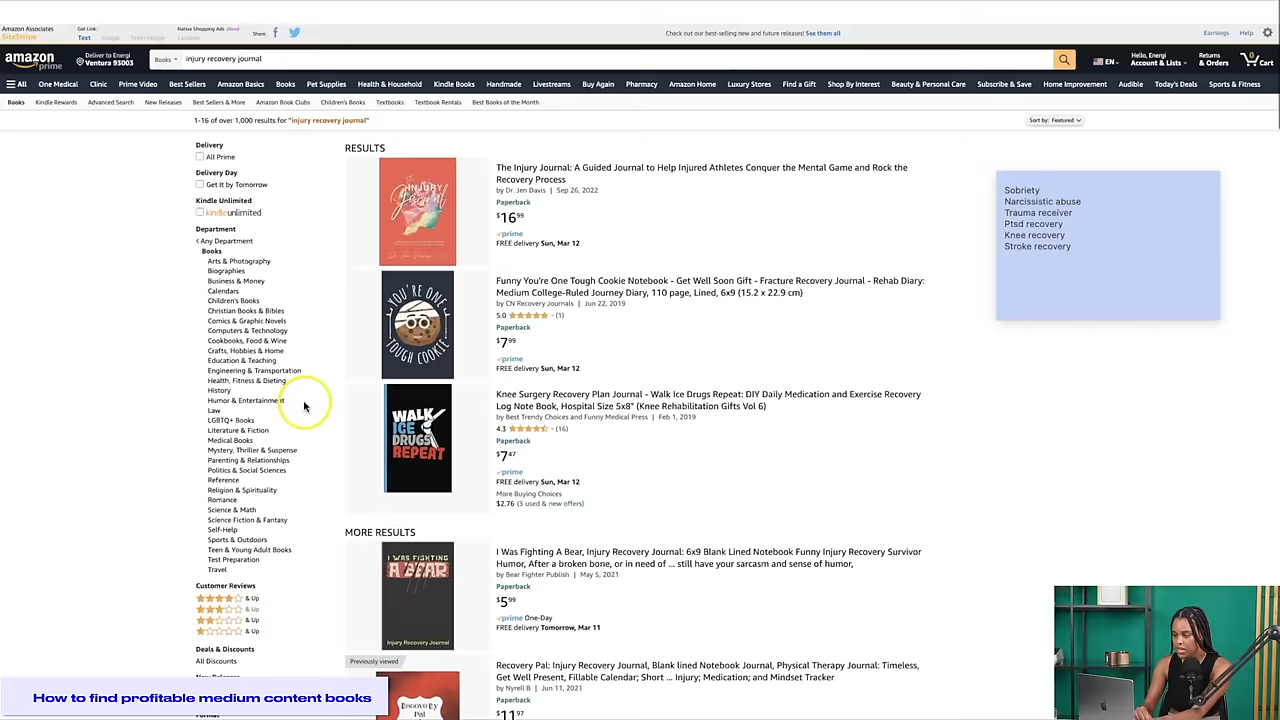 Amazon Associates
SiteStripe
Get Link:
Text
Image
Text+Image
Native Shopping Ads (New)
Custom
Share:
Check out our best-selling new and future releases! See them all
Earnings
Help
amazon
prime
Deliver to Energi
Ventura 93003
Books
injury recovery journal
EN
Hello, Energi
Account & Lists
Returns
& Orders
Cart
All
One Medical
Clinic
Prime Video
Best Sellers
Amazon Basics
Books
Pet Supplies
Health & Household
Kindle Books
Handmade
Livestreams
Buy Again
Pharmacy
Amazon Home
Luxury Stores
Find a Gift
Shop By Interest
Beauty & Personal Care
Subscribe & Save
Home Improvement
Audible
Today's Deals
Sports & Fitness
Books
Kindle Rewards
Advanced Search
New Releases
Best Sellers & More
Amazon Book Clubs
Children's Books
Textbooks
Textbook Rentals
Best Books of the Month
1-16 of over 1,000 results for "injury recovery journal"
Sort by: Featured
Delivery
All Prime
Delivery Day
Get It by Tomorrow
Kindle Unlimited
kindleunlimited
Department
Any Department
Books
Arts & Photography
Biographies
Business & Money
Calendars
Children's Books
Christian Books & Bibles
Comics & Graphic Novels
Computers & Technology
Cookbooks, Food & Wine
Crafts, Hobbies & Home
Education & Teaching
Engineering & Transportation
Health, Fitness & Dieting
History
Humor & Entertainment
Law
LGBTQ+ Books
Literature & Fiction
Medical Books
Mystery, Thriller & Suspense
Parenting & Relationships
Politics & Social Sciences
Reference
Religion & Spirituality
Romance
Science & Math
Science Fiction & Fantasy
Self-Help
Sports & Outdoors
Teen & Young Adult Books
Test Preparation
Travel
Customer Reviews
& Up
& Up
& Up
& Up
Deals & Discounts
All Discounts
RESULTS
INJURY
Journal
The Injury Journal: A Guided Journal to Help Injured Athletes Conquer the Mental Game and Rock the
Recovery Process
by Dr. Jen Davis | Sep 26, 2022
Paperback
$16.99
prime
FREE delivery Sun, Mar 12
YOU'RE ONE
TOUGH COOKIE
Funny You're One Tough Cookie Notebook - Get Well Soon Gift - Fracture Recovery Journal - Rehab Diary:
Medium College-Ruled Journey Diary, 110 page, Lined, 6x9 (15.2 x 22.9 cm)
by CN Recovery Journals | Jun 22, 2019
5.0 (1)
Paperback
$7.99
prime
FREE delivery Sun, Mar 12
WALK
ICE
DRUGS
REPEAT
Knee Surgery Recovery Plan Journal - Walk Ice Drugs Repeat: DIY Daily Medication and Exercise Recovery
Log Note Book, Hospital Size 5x8" (Knee Rehabilitation Gifts Vol 6)
by Best Trendy Choices and Funny Medical Press | Feb 1, 2019
4.3 (16)
Paperback
$7.47
prime
FREE delivery Sun, Mar 12
More Buying Choices
$2.76 (3 used & new offers)
MORE RESULTS
I WAS FIGHTING
A BEAR
Injury Recovery Journal
I Was Fighting A Bear, Injury Recovery Journal: 6x9 Blank Lined Notebook Funny Injury Recovery Survivor
Humor, After a broken bone, or in need of ... still have your sarcasm and sense of humor,
by Bear Fighter Publish | May 5, 2021
Paperback
$5.99
prime One-Day
FREE delivery Tomorrow, Mar 11
Previously viewed
Recovery
Pal
Recovery Pal: Injury Recovery Journal, Blank lined Notebook Journal, Physical Therapy Journal: Timeless,
Get Well Present, Fillable Calendar; Short ... Injury; Medication; and Mindset Tracker
by Nyrell B | Jun 11, 2021
Paperback
$11.97
Sobriety
Narcissistic abuse
Trauma receiver
Ptsd recovery
Knee recovery
Stroke recovery
How to find profitable medium content books